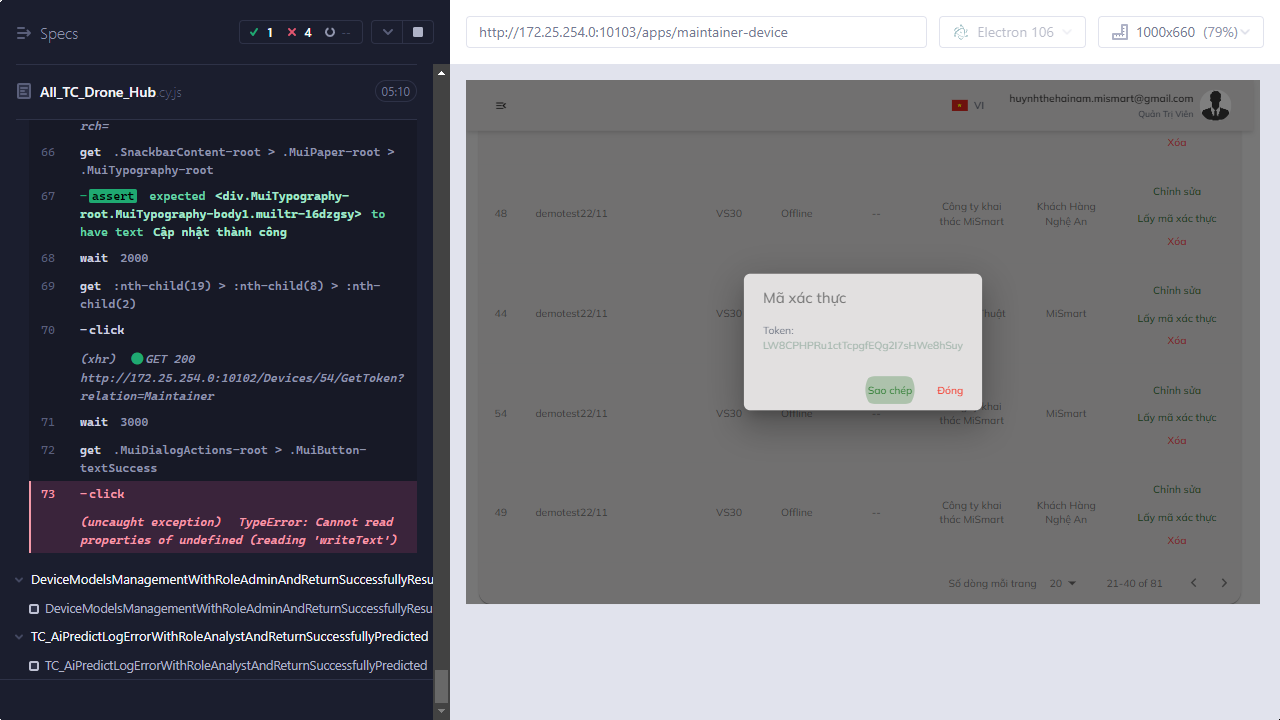 Specs
1
4
--
All_TC_Drone_Hub.cy.js
05:10
rch=
66 get .SnackbarContent-root > .MuiPaper-root >
.MuiTypography-root
67 -assert expected <div.MuiTypography-
root.MuiTypography-body1.muiltr-16dzgsy> to
have text Cập nhật thành công
68 wait 2000
69 get :nth-child(19) > :nth-child(8) > :nth-
child(2)
70 -click
(xhr) GET 200
http://172.25.254.0:10102/Devices/54/GetToken?
relation=Maintainer
71 wait 3000
72 get .MuiDialogActions-root > .MuiButton-
textSuccess
73 -click
(uncaught exception) TypeError: Cannot read
properties of undefined (reading 'writeText')
DeviceModelsManagementWithRoleAdminAndReturnSuccessfullyResu
DeviceModelsManagementWithRoleAdminAndReturnSuccessfullyResu
TC_AiPredictLogErrorWithRoleAnalystAndReturnSuccessfullyPredicted
TC_AiPredictLogErrorWithRoleAnalystAndReturnSuccessfullyPredicted
http://172.25.254.0:10103/apps/maintainer-device
Electron 106
1000x660 (79%)
VI
huynhthehainam.mismart@gmail.com
Quản Trị Viên
Xóa
48 demotest22/11 VS30 Offline -- Công ty khai thác MiSmart Khách Hàng Nghệ An
Chỉnh sửa
Lấy mã xác thực
Xóa
44 demotest22/11 VS30 huật MiSmart
Chỉnh sửa
Lấy mã xác thực
Xóa
Mã xác thực
Token:
LW8CPHPRu1ctTcpgfEQg2I7sHWe8hSuy
Sao chép
Đóng
54 demotest22/11 VS30 Offline -- khai thác MiSmart MiSmart
Chỉnh sửa
Lấy mã xác thực
Xóa
49 demotest22/11 VS30 Offline -- Công ty khai thác MiSmart Khách Hàng Nghệ An
Chỉnh sửa
Lấy mã xác thực
Xóa
Số dòng mỗi trang 20 21-40 of 81